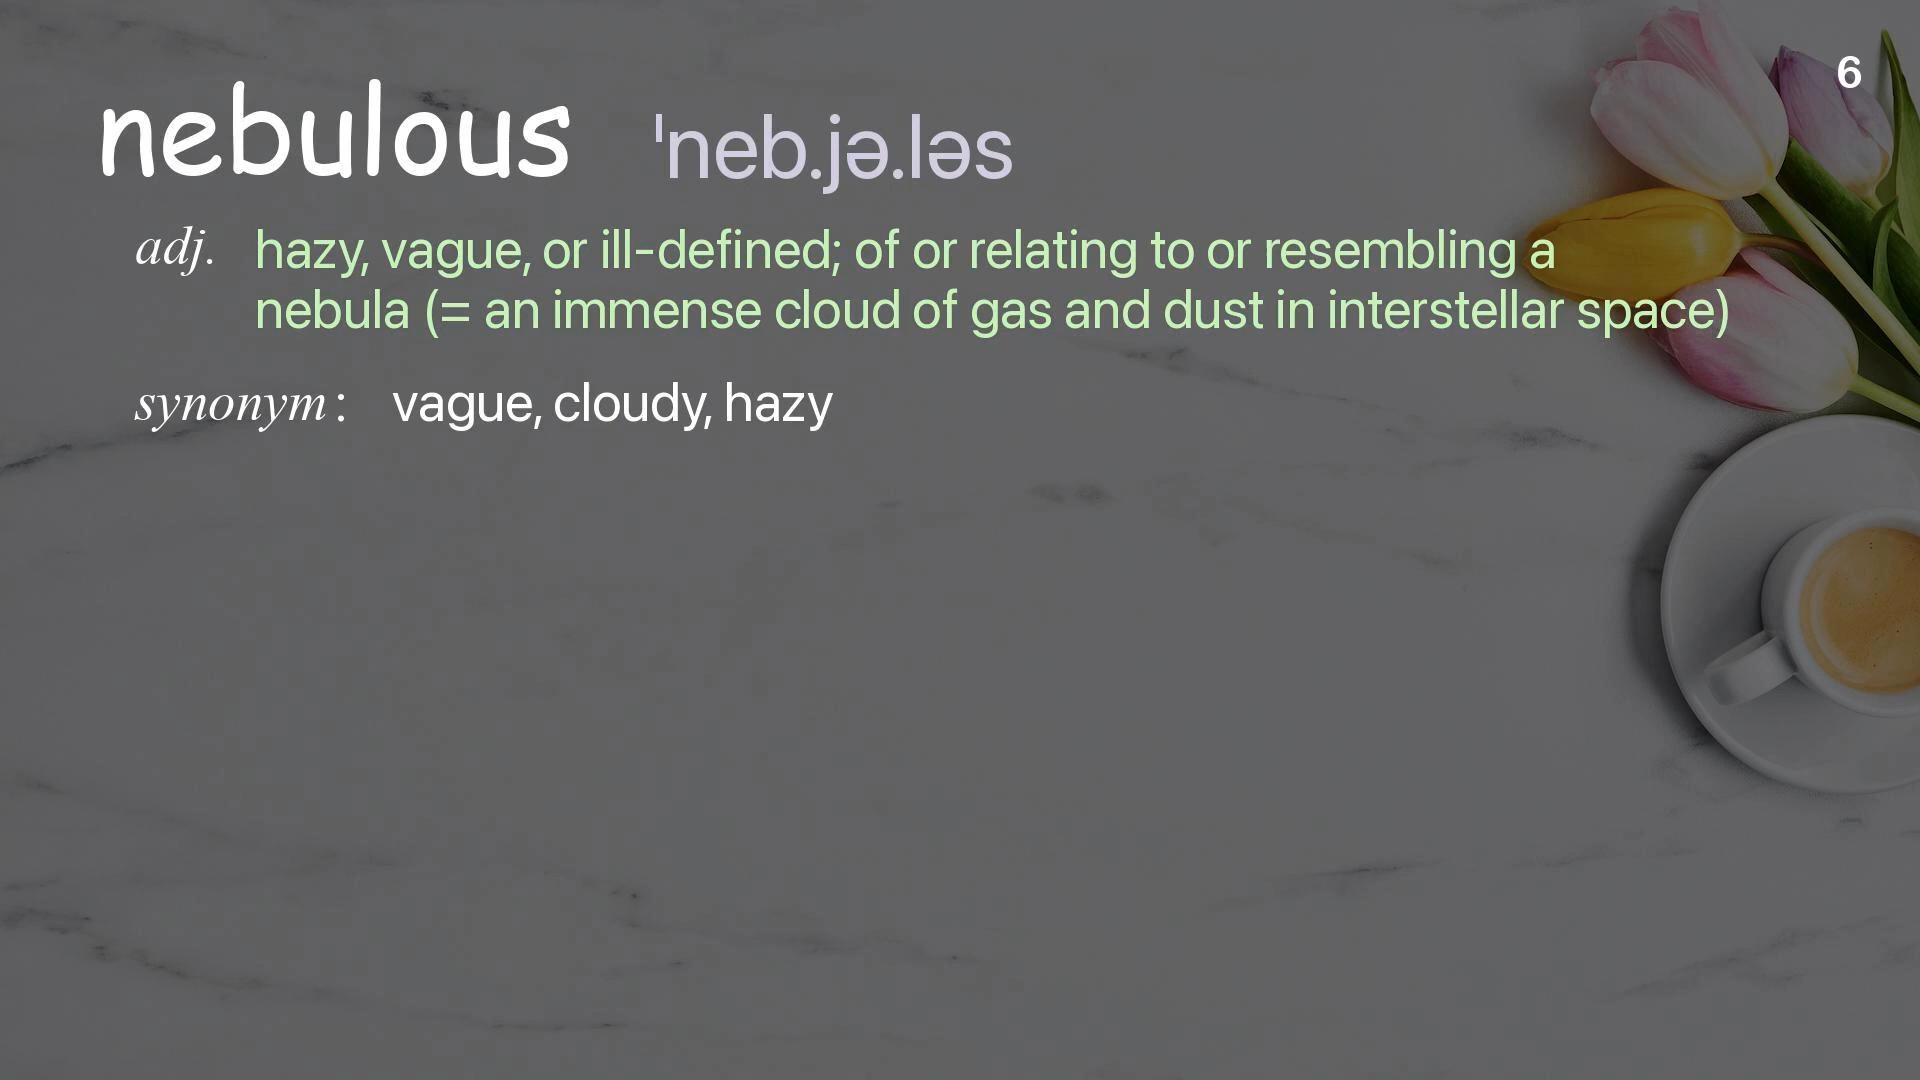 6
nebulous ˈneb.jə.ləs
adj. hazy, vague, or ill-defined; of or relating to or resembling a
nebula (= an immense cloud of gas and dust in interstellar space)
synonym : vague, cloudy, hazy